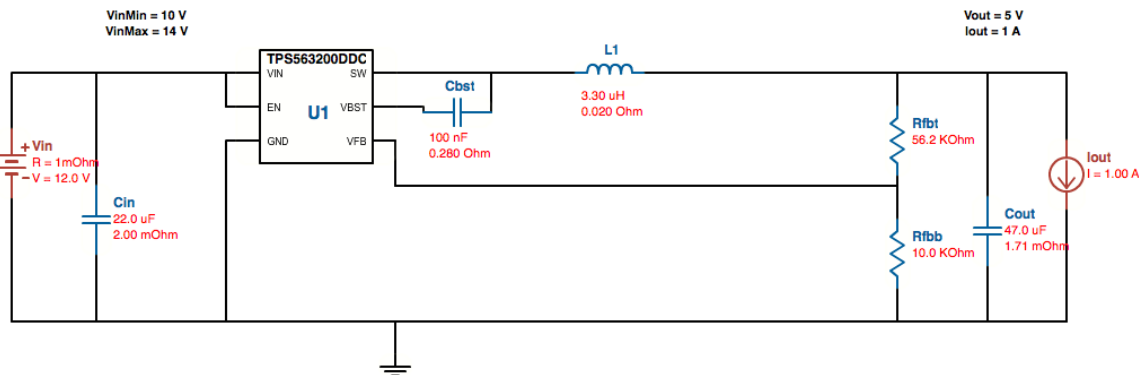 VinMin = 10 V
VinMax = 14 V
Vout = 5 V
Iout = 1 A
TPS563200DDC
VIN
SW
EN
U1
VBST
GND
VFB
Cbst
100 nF
0.280 Ohm
L1
3.30 uH
0.020 Ohm
Rfbt
56.2 KOhm
+ Vin
R = 1mOhm
- V = 12.0 V
Iout
I = 1.00 A
Cin
22.0 uF
2.00 mOhm
Rfbb
10.0 KOhm
Cout
47.0 uF
1.71 mOhm